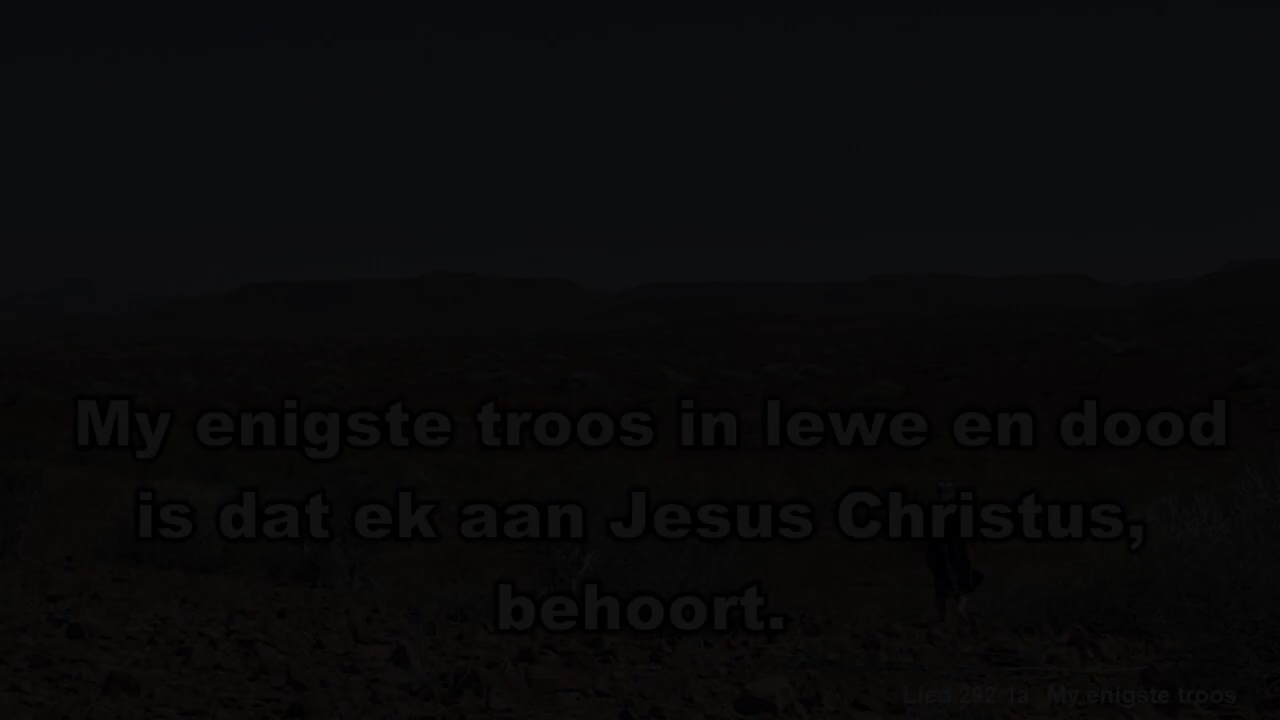 My enigste troos in lewe en dood
is dat ek aan Jesus Christus,
behoort.
Lied 292 1a My enigste troos